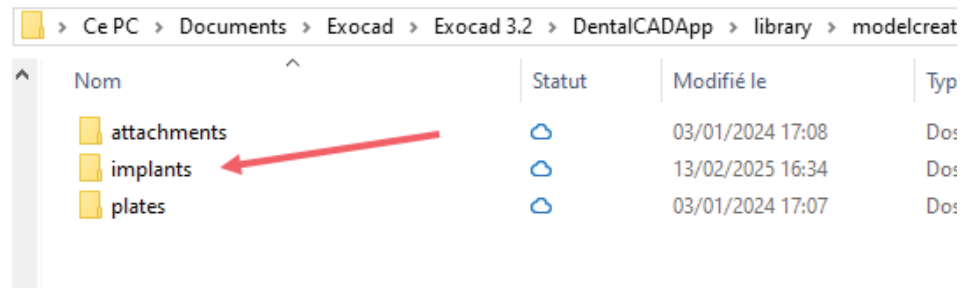 Ce PC > Documents > Exocad > Exocad 3.2 > DentalCADApp > library > modelcreat
Nom Statut Modifié le Typ
attachments 03/01/2024 17:08 Dos
implants 13/02/2025 16:34 Dos
plates 03/01/2024 17:07 Dos